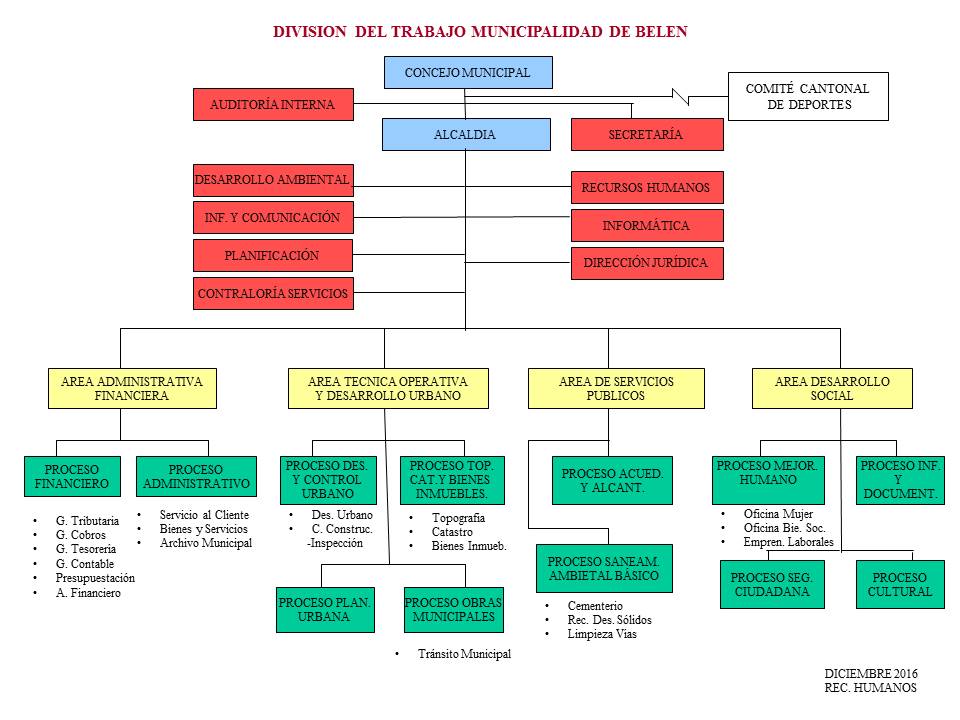 DIVISION DEL TRABAJO MUNICIPALIDAD DE BELEN
CONCEJO MUNICIPAL
AUDITORÍA INTERNA
COMITÉ CANTONAL
DE DEPORTES
ALCALDIA
SECRETARÍA
DESARROLLO AMBIENTAL
RECURSOS HUMANOS
INF. Y COMUNICACIÓN
INFORMÁTICA
PLANIFICACIÓN
DIRECCIÓN JURÍDICA
CONTRALORÍA SERVICIOS
AREA ADMINISTRATIVA
FINANCIERA
AREA TECNICA OPERATIVA
Y DESARROLLO URBANO
AREA DE SERVICIOS
PUBLICOS
AREA DESARROLLO
SOCIAL
PROCESO
FINANCIERO
PROCESO
ADMINISTRATIVO
PROCESO DES.
Y CONTROL
URBANO
PROCESO TOP.
CAT.Y BIENES
INMUEBLES.
PROCESO ACUED.
Y ALCANT.
PROCESO MEJOR.
HUMANO
PROCESO INF.
Y
DOCUMENT.
• G. Tributaria
• G. Cobros
• G. Tesoreria
• G. Contable
• Presupuestación
• A. Financiero
• Servicio al Cliente
• Bienes y Servicios
• Archivo Municipal
• Des. Urbano
• C. Construc.
-Inspección
• Topografia
• Catastro
• Bienes Inmueb.
• Oficina Mujer
• Oficina Bie. Soc.
• Empren. Laborales
PROCESO PLAN.
URBANA
PROCESO OBRAS
MUNICIPALES
• Tránsito Municipal
PROCESO SANEAM.
AMBIETAL BÁSICO
• Cementerio
• Rec. Des. Sólidos
• Limpieza Vias
PROCESO SEG.
CIUDADANA
PROCESO
CULTURAL
DICIEMBRE 2016
REC. HUMANOS